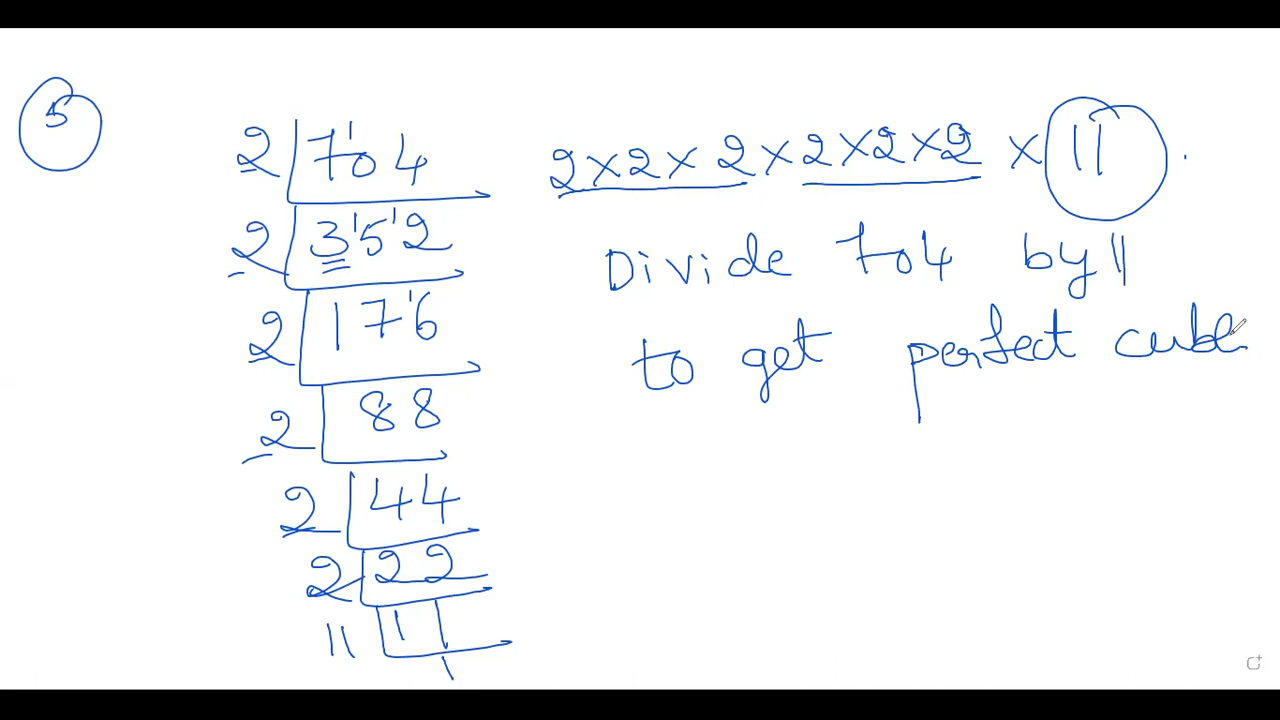 5
2 | 704
2 | 352
2 | 176
2 | 88
2 | 44
2 | 22
11 | 11
1
2×2×2×2×2×2×11.
Divide 704 by 11
to get perfect cube